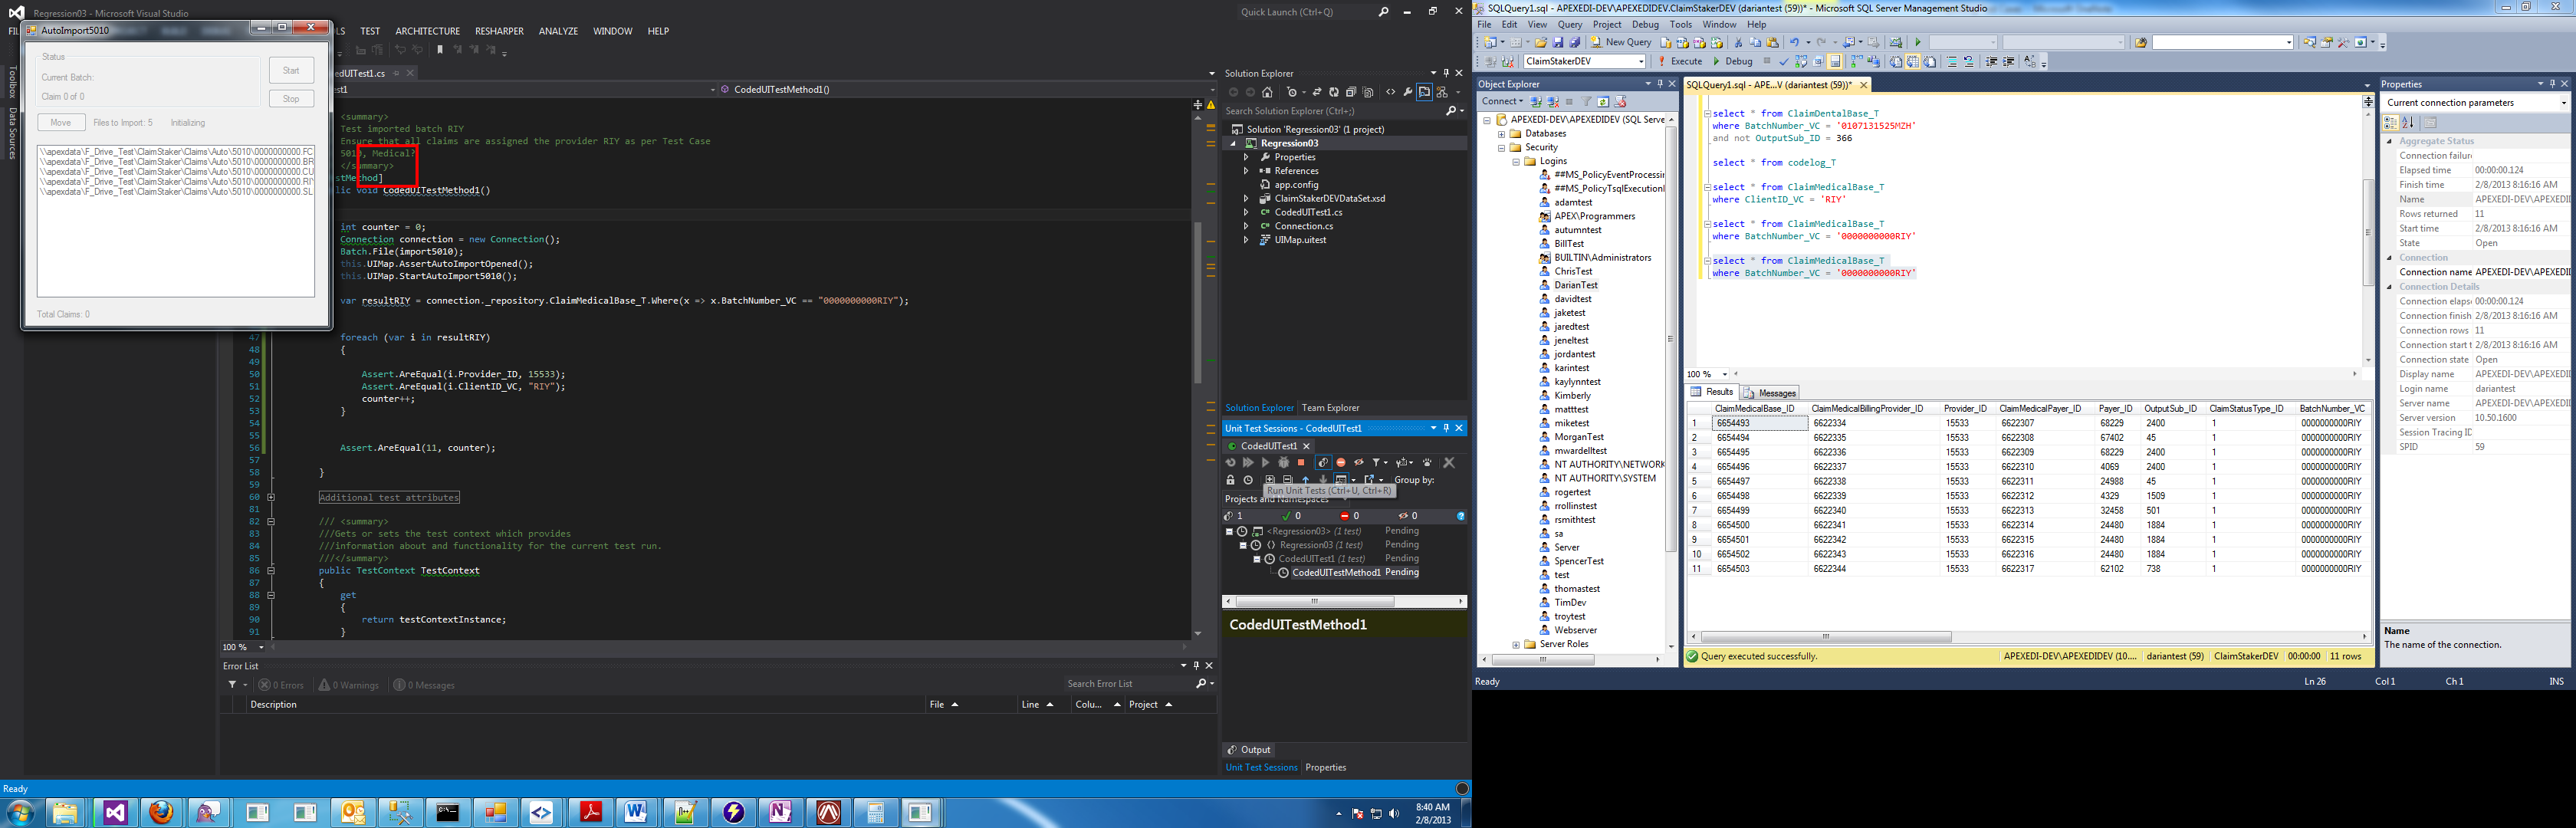 Regression03 - Microsoft Visual Studio
Quick Launch (Ctrl+Q)
TEST ARCHITECTURE RESHARPER ANALYZE WINDOW HELP
AutoImport5010
Status
Current Batch:
Claim 0 of 0
Start
Stop
Move
Files to Import: 5
Initializing
\\apexdata\F_Drive_Test\ClaimStaker\Claims\Auto\5010\0000000000.FC
\\apexdata\F_Drive_Test\ClaimStaker\Claims\Auto\5010\0000000000.BR
\\apexdata\F_Drive_Test\ClaimStaker\Claims\Auto\5010\0000000000.CU
\\apexdata\F_Drive_Test\ClaimStaker\Claims\Auto\5010\0000000000.RI
\\apexdata\F_Drive_Test\ClaimStaker\Claims\Auto\5010\0000000000.SL
Total Claims: 0
Toolbox
Data Sources
CodedUITestMethod1()
<summary>
Test imported batch RIY
Ensure that all claims are assigned the provider RIY as per Test Case
5010, Medical?
</summary>
void CodedUITestMethod1()
int counter = 0;
Connection connection = new Connection();
Batch.File(import5010);
this.UIMap.AssertAutoImportOpened();
this.UIMap.StartAutoImport5010();
var resultRIY = connection._repository.ClaimMedicalBase_T.Where(x => x.BatchNumber_VC == "0000000000RIY");
47 foreach (var i in resultRIY)
48 {
49
50 Assert.AreEqual(i.Provider_ID, 15533);
51 Assert.AreEqual(i.ClientID_VC, "RIY");
52 counter++;
53 }
54
55
56 Assert.AreEqual(11, counter);
57
58 }
59
60 Additional test attributes
81
82 /// <summary>
83 ///Gets or sets the test context which provides
84 ///information about and functionality for the current test run.
85 ///</summary>
86 public TestContext TestContext
87 {
88 get
89 {
90 return testContextInstance;
91 }
100 %
Error List
0 Errors 0 Warnings 0 Messages
Search Error List
Description File Line Colu... Project
Ready
Solution Explorer
Search Solution Explorer (Ctrl+;)
Solution 'Regression03' (1 project)
Regression03
Properties
References
app.config
ClaimStakerDEVDataSet.xsd
CodedUITest1.cs
Connection.cs
UIMap.uitest
Solution Explorer Team Explorer
Unit Test Sessions - CodedUITest1
CodedUITest1
Group by:
Run Unit Tests (Ctrl+U, Ctrl+R)
Projects and Namespaces
1 0 0 0
<Regression03> (1 test) Pending
Regression03 (1 test) Pending
CodedUITest1 (1 test) Pending
CodedUITestMethod1 Pending
CodedUITestMethod1
Output
Unit Test Sessions Properties
8:40 AM
2/8/2013
SQLQuery1.sql - APEXEDI-DEV\APEXEDIDEV.ClaimStakerDEV (dariantest (59))* - Microsoft SQL Server Management Studio
File Edit View Query Project Debug Tools Window Help
New Query
ClaimStakerDEV Execute Debug
Object Explorer
Connect
APEXEDI-DEV\APEXEDIDEV (SQL Serve
Databases
Security
Logins
##MS_PolicyEventProcessin
##MS_PolicyTsqlExecutionl
adamtest
APEX\Programmers
autumntest
BillTest
BUILTIN\Administrators
ChrisTest
DarianTest
davidtest
jaketest
jaredtest
jeneltest
jordantest
karintest
kaylynntest
Kimberly
matttest
miketest
MorganTest
mwardelltest
NT AUTHORITY\NETWORK
NT AUTHORITY\SYSTEM
rogertest
rrollinstest
rsmithtest
sa
Server
SpencerTest
test
thomastest
TimDev
troytest
Webserver
Server Roles
SQLQuery1.sql - APE...V (dariantest (59))*
select * from ClaimDentalBase_T
where BatchNumber_VC = '0107131525MZH'
and not OutputSub_ID = 366
select * from codelog_T
select * from ClaimMedicalBase_T
where ClientID_VC = 'RIY'
select * from ClaimMedicalBase_T
where BatchNumber_VC = '0000000000RIY'
select * from ClaimMedicalBase_T
where BatchNumber_VC = '0000000000RIY'
100 %
Results Messages
ClaimMedicalBase_ID ClaimMedicalBillingProvider_ID Provider_ID ClaimMedicalPayer_ID Payer_ID OutputSub_ID ClaimStatusType_ID BatchNumber_VC
1 6654493 6622334 15533 6622307 68229 2400 1 0000000000RIY
2 6654494 6622335 15533 6622308 67402 45 1 0000000000RIY
3 6654495 6622336 15533 6622309 68229 2400 1 0000000000RIY
4 6654496 6622337 15533 6622310 4069 2400 1 0000000000RIY
5 6654497 6622338 15533 6622311 24988 45 1 0000000000RIY
6 6654498 6622339 15533 6622312 4329 1509 1 0000000000RIY
7 6654499 6622340 15533 6622313 32458 501 1 0000000000RIY
8 6654500 6622341 15533 6622314 24480 1884 1 0000000000RIY
9 6654501 6622342 15533 6622315 24480 1884 1 0000000000RIY
10 6654502 6622343 15533 6622316 24480 1884 1 0000000000RIY
11 6654503 6622344 15533 6622317 62102 738 1 0000000000RIY
Query executed successfully.
APEXEDI-DEV\APEXEDIDEV (10.... dariantest (59) ClaimStakerDEV 00:00:00 11 rows
Ready Ln 26 Col 1 Ch 1 INS
Properties
Current connection parameters
Aggregate Status
Connection failur
Elapsed time 00:00:00.124
Finish time 2/8/2013 8:16:16 AM
Name APEXEDI-DEV\APEXEDI
Rows returned 11
Start time 2/8/2013 8:16:16 AM
State Open
Connection
Connection name APEXEDI-DEV\APEXEDI
Connection Details
Connection elaps 00:00:00.124
Connection finish 2/8/2013 8:16:16 AM
Connection rows 11
Connection start t 2/8/2013 8:16:16 AM
Connection state Open
Display name APEXEDI-DEV\APEXEDI
Login name dariantest
Server name APEXEDI-DEV\APEXEDI
Server version 10.50.1600
Session Tracing ID
SPID 59
Name
The name of the connection.